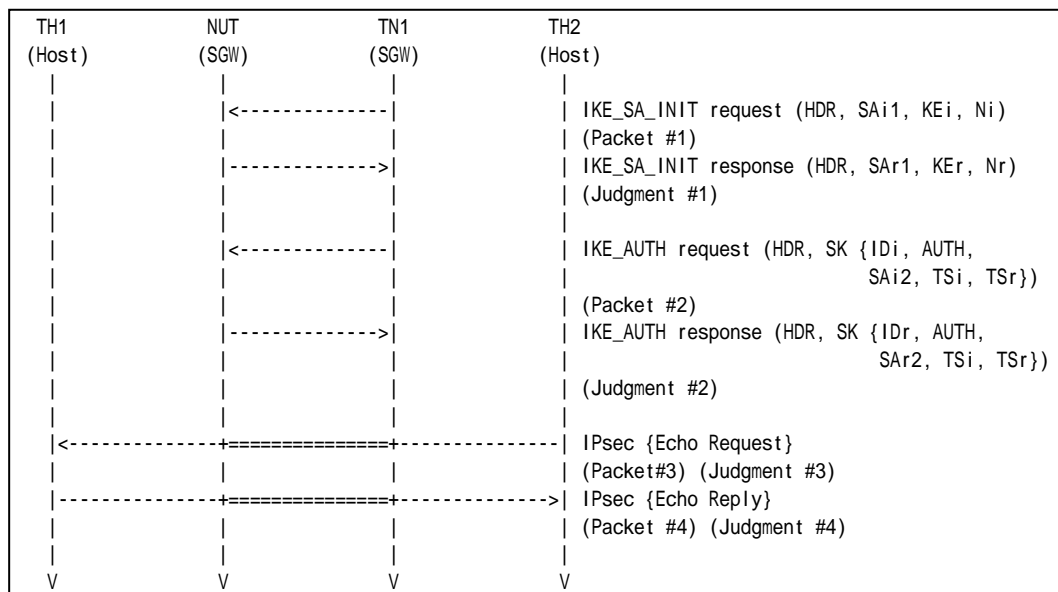 TH1 NUT TN1 TH2
(Host) (SGW) (SGW) (Host)
| | | |
| |<--------------| | IKE_SA_INIT request (HDR, SAi1, KEi, Ni)
| | | | (Packet #1)
| |-------------->| | IKE_SA_INIT response (HDR, SAr1, KEr, Nr)
| | | | (Judgment #1)
| | | |
| |<--------------| | IKE_AUTH request (HDR, SK {IDi, AUTH,
| | | | SAi2, TSi, TSr})
| | | | (Packet #2)
| |-------------->| | IKE_AUTH response (HDR, SK {IDr, AUTH,
| | | | SAr2, TSi, TSr})
| | | | (Judgment #2)
| | | |
|<--------------+===============+---------------| IPsec {Echo Request}
| | | | (Packet#3) (Judgment #3)
|---------------+===============+-------------->| IPsec {Echo Reply}
| | | | (Packet #4) (Judgment #4)
| | | |
V V V V